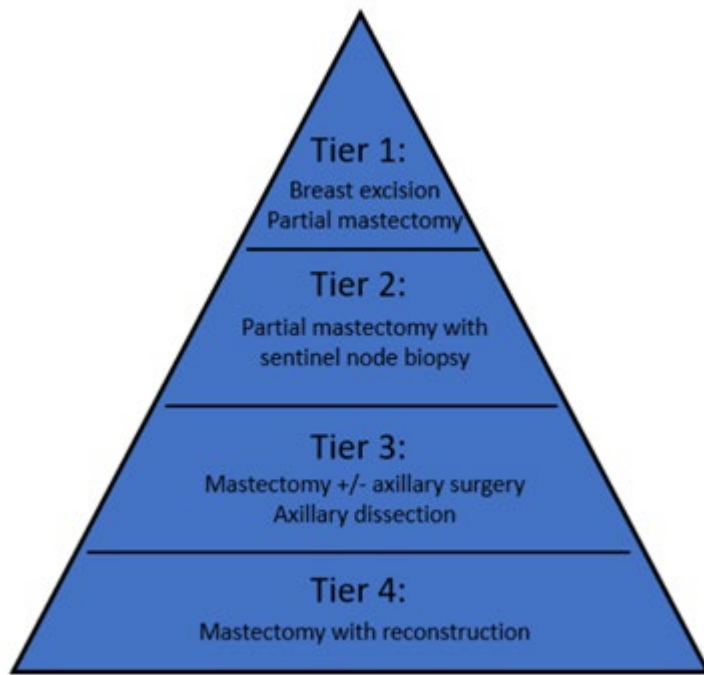 Tier 1:
Breast excision
Partial mastectomy
Tier 2:
Partial mastectomy with
sentinel node biopsy
Tier 3:
Mastectomy +/- axillary surgery
Axillary dissection
Tier 4:
Mastectomy with reconstruction